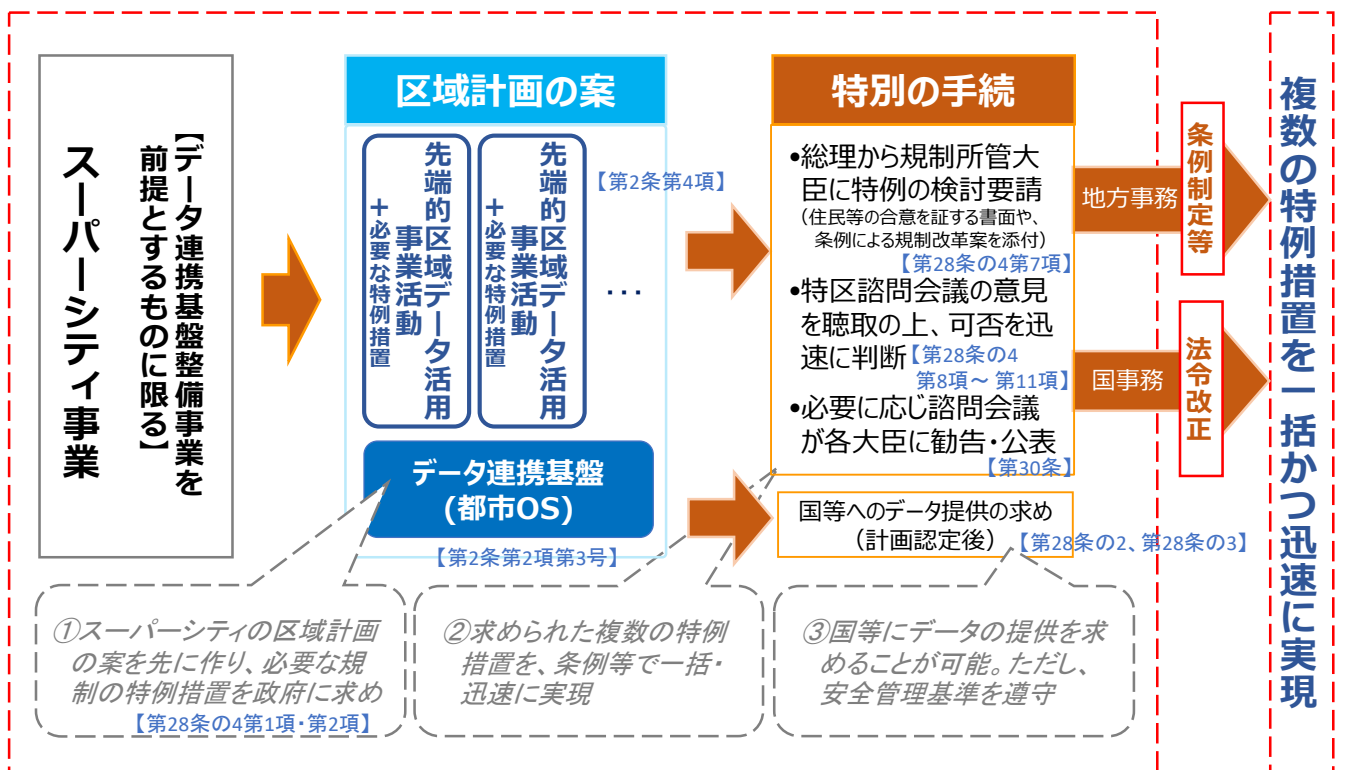 【データ連携基盤整備事業を
前提とするものに限る】
スーパーシティ事業
区域計画の案
先端的区域データ活用
事業活動
+必要な特例措置
先端的区域データ活用
事業活動
+必要な特例措置
【第2条第4項】
・・・
データ連携基盤
(都市OS)
【第2条第2項第3号】
特別の手続
•総理から規制所管大
臣に特例の検討要請
（住民等の合意を証する書面や、
条例による規制改革案を添付）
【第28条の4第7項】
•特区諮問会議の意見
を聴取の上、可否を迅
速に判断【第28条の4
第8項～ 第11項】
•必要に応じ諮問会議
が各大臣に勧告・公表
【第30条】
国等へのデータ提供の求め
（計画認定後）【第28条の2、第28条の3】
地方事務
条例制定等
国事務
法令改正
複数の特例措置を一括かつ迅速に実現
①スーパーシティの区域計画
の案を先に作り、必要な規
制の特例措置を政府に求め
【第28条の4第1項・第2項】
②求められた複数の特例
措置を、条例等で一括・
迅速に実現
③国等にデータの提供を求
めることが可能。ただし、
安全管理基準を遵守